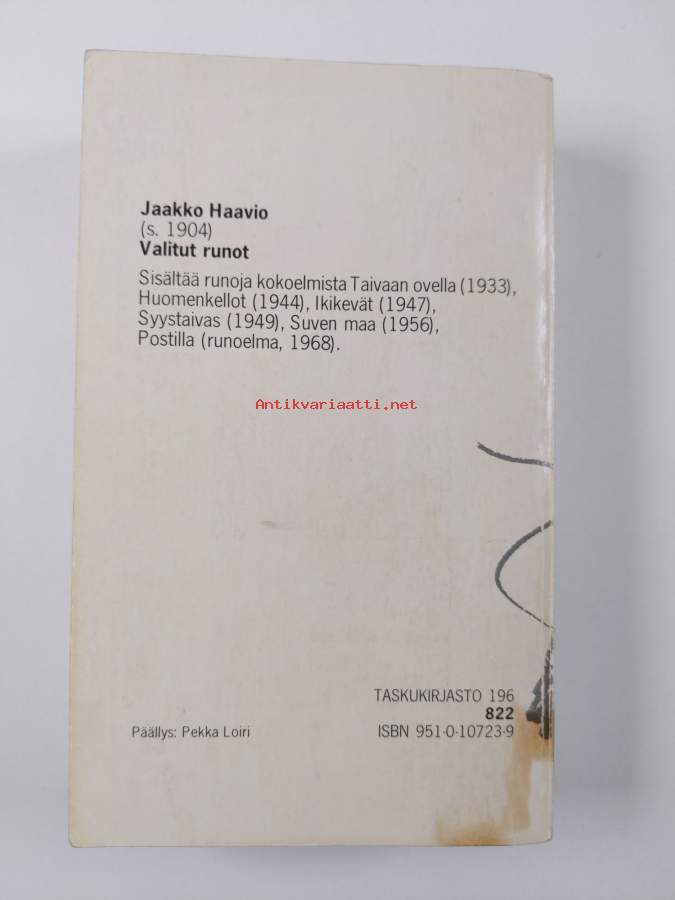 Jaakko Haavio
(s. 1904)
Valitut runot
Sisältää runoja kokoelmista Taivaan ovella (1933),
Huomenkellot (1944), Ikikevät (1947),
Syystaivas (1949), Suven maa (1956),
Postilla (runoelma, 1968).
Antikvariaatti.net
TASKUKIRJASTO 196
822
Päällys: Pekka Loiri
ISBN 951-0-10723-9